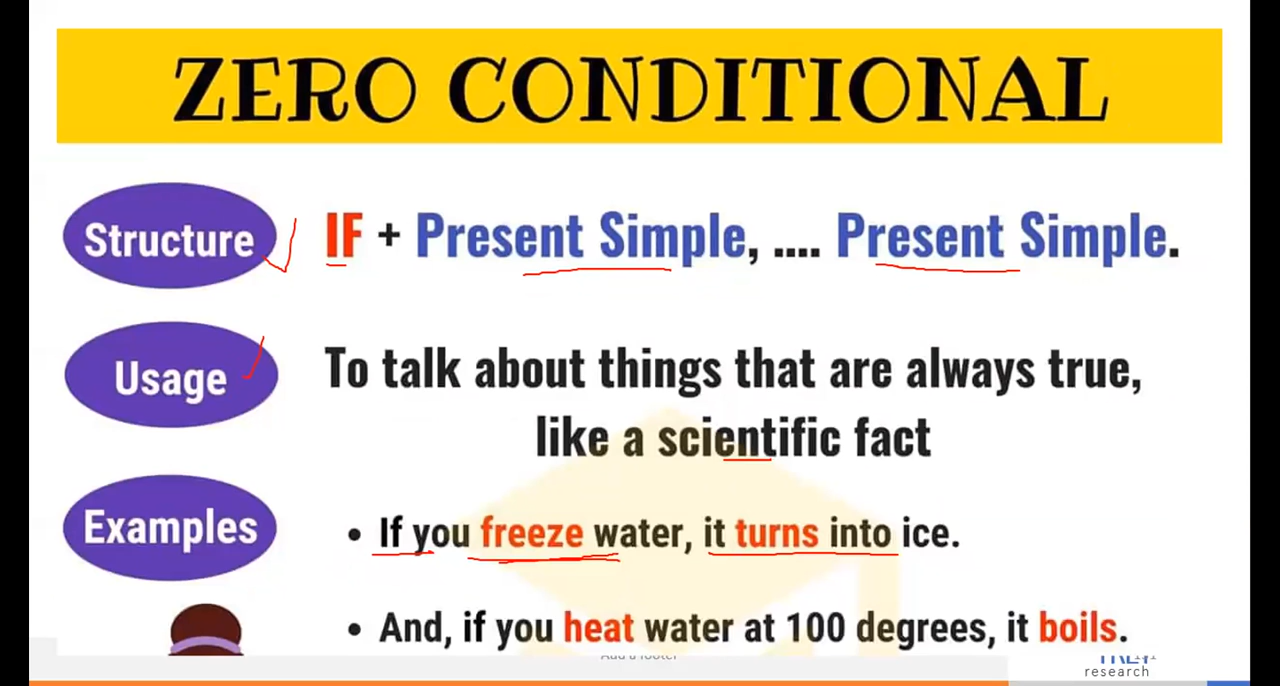 ZERO CONDITIONAL
Structure IF + Present Simple, .... Present Simple.
Usage To talk about things that are always true,
like a scientific fact
Examples • If you freeze water, it turns into ice.
• And, if you heat water at 100 degrees, it boils.
Add a footer
research